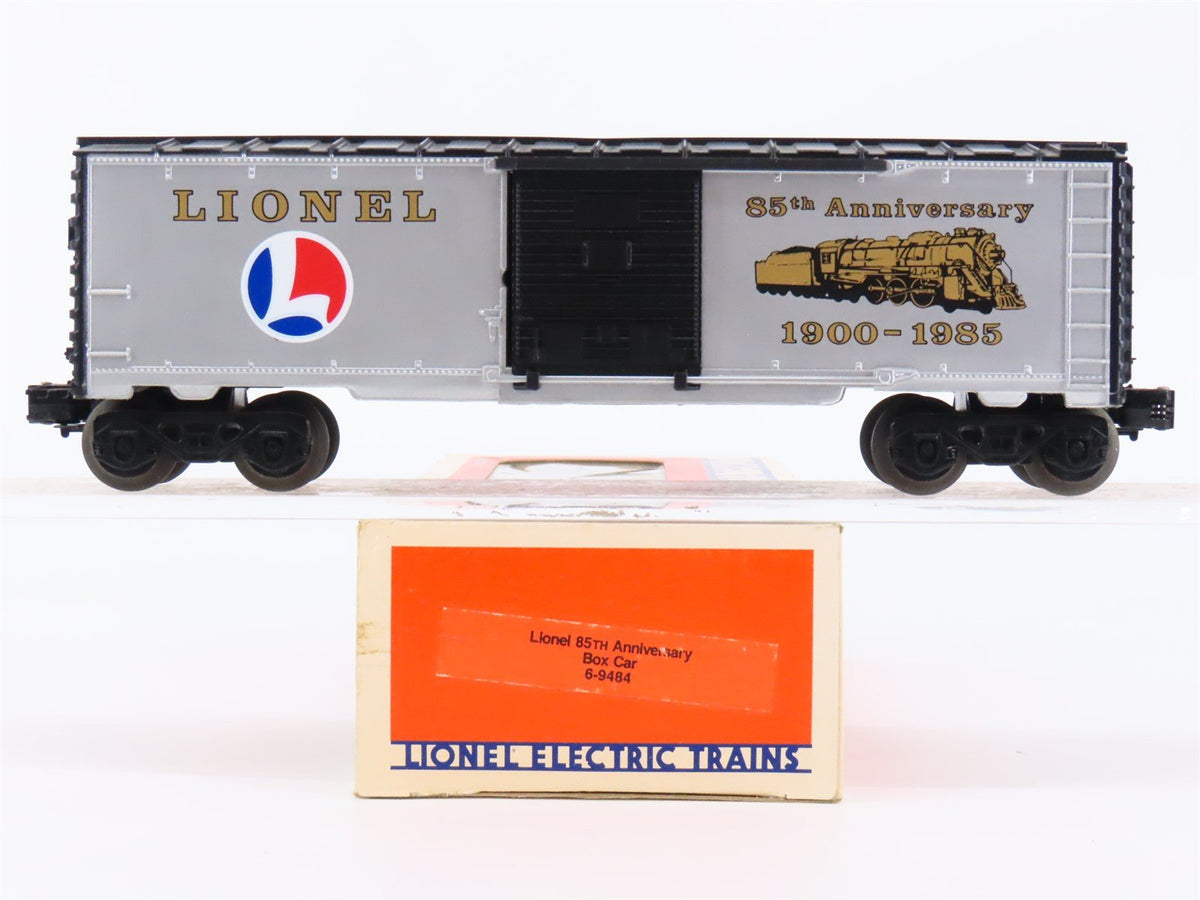 LIONEL
85th Anniversary
1900-1985
Lionel 85TH Anniversary
Box Car
6-9484
LIONEL ELECTRIC TRAINS